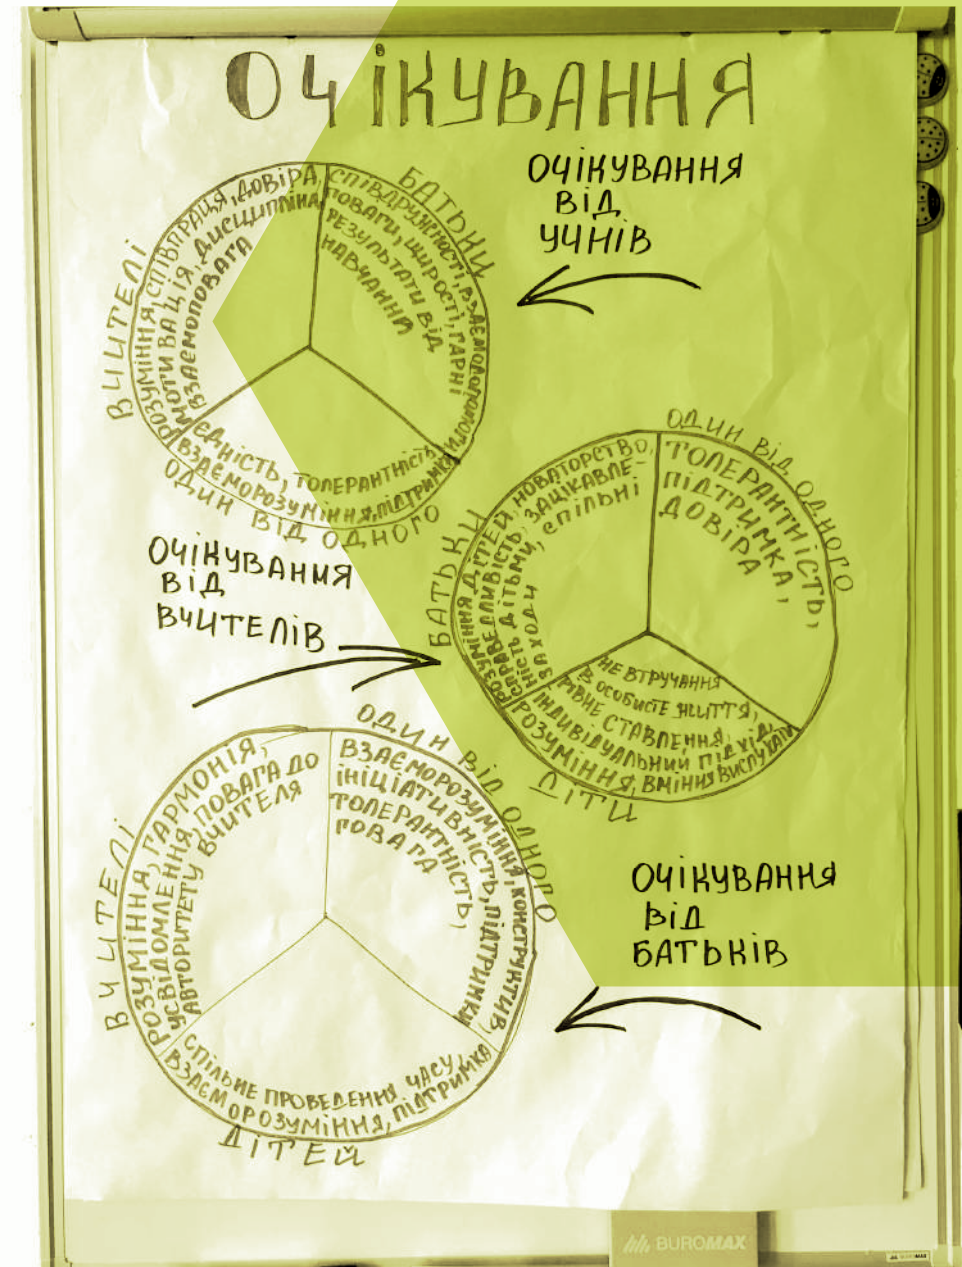 ОЧІКУВАННЯ
ОЧІКУВАННЯ
ВІД
УЧНІВ
ВЧИТЕЛІ
РОЗУМІННЯ, СПІВПРАЦЯ, ДОВІРА,
МОТИВАЦІЯ, ДИСЦИПЛІНА,
ВЗАЄМОПОВАГА
БАТЬКИ
СПІВДРУЖНОСТІ, ВЗАЄМОДОПОМОГИ,
ПОВАГИ, ЩИРОСТІ, ГАРНІ
РЕЗУЛЬТАТИ ВІД
НАВЧАННЯ
ЄДНІСТЬ, ТОЛЕРАНТНІСТЬ,
ВЗАЄМОРОЗУМІННЯ, ПІДТРИМКА
ОДИН ВІД ОДНОГО
ОЧІКУВАННЯ
ВІД
ВЧИТЕЛІВ
БАТЬКИ
РОЗУМІННЯ ДІТЕЙ, НОВАТОРСТВО,
СПРАВЕДЛИВІСТЬ, ЗАЦІКАВЛЕ-
НІСТЬ ДІТЬМИ, СПІЛЬНІ
ЗАХОДИ
ОДИН ВІД ОДНОГО
ТОЛЕРАНТНІСТЬ,
ПІДТРИМКА,
ДОВІРА
НЕ ВТРУЧАННЯ
В ОСОБИСТЕ ЖИТТЯ,
РІВНЕ СТАВЛЕННЯ,
ІНДИВІДУАЛЬНИЙ ПІДХІД,
РОЗУМІННЯ, ВМІННЯ ВИСЛУХАТИ
ДІТИ
ОЧІКУВАННЯ
ВІД
БАТЬКІВ
ВЧИТЕЛІ
РОЗУМІННЯ, ГАРМОНІЯ,
УСВІДОМЛЕННЯ, ПОВАГА ДО
АВТОРИТЕТУ ВЧИТЕЛЯ
ОДИН ВІД ОДНОГО
ВЗАЄМОРОЗУМІННЯ, КОНСТРУКТИВ,
ІНІЦІАТИВНІСТЬ, ПІДТРИМКИ
ТОЛЕРАНТНІСТЬ,
ПОВАГА
СПІЛЬНЕ ПРОВЕДЕННЯ ЧАСУ,
ВЗАЄМОРОЗУМІННЯ, ПІДТРИМКА
ДІТЕЙ
BUROMAX
BUROMAX